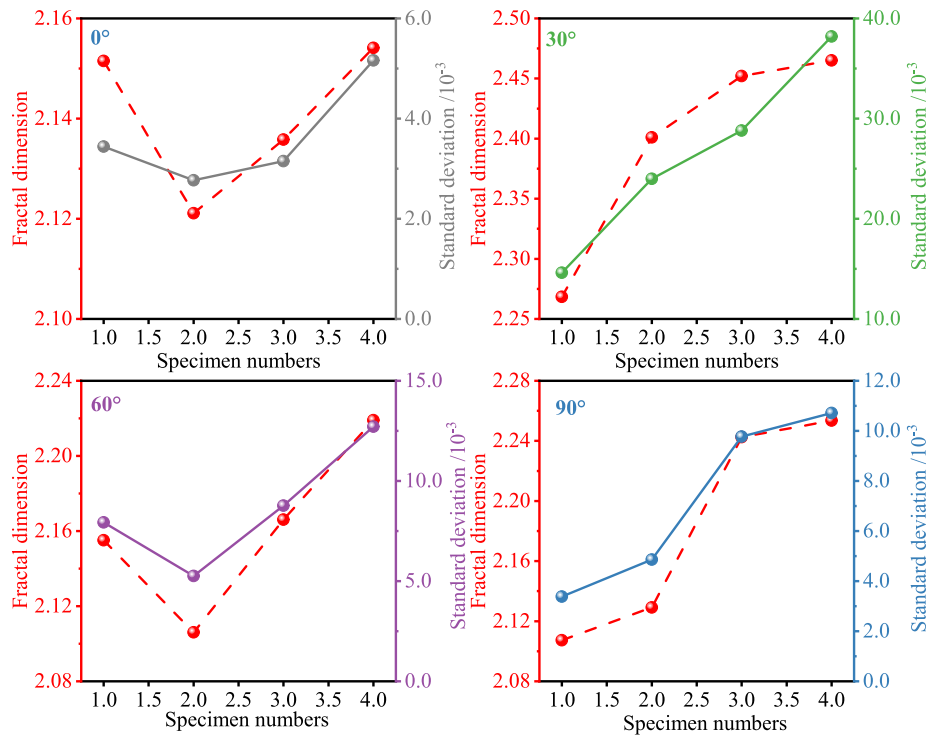 0°
2.16
2.14
2.12
2.10
Fractal dimension
6.0
4.0
2.0
0.0
Standard deviation /10-3
1.0 1.5 2.0 2.5 3.0 3.5 4.0
Specimen numbers
30°
2.50
2.45
2.40
2.35
2.30
2.25
Fractal dimension
40.0
30.0
20.0
10.0
Standard deviation /10-3
1.0 1.5 2.0 2.5 3.0 3.5 4.0
Specimen numbers
60°
2.24
2.20
2.16
2.12
2.08
Fractal dimension
15.0
10.0
5.0
0.0
Standard deviation /10-3
1.0 1.5 2.0 2.5 3.0 3.5 4.0
Specimen numbers
90°
2.28
2.24
2.20
2.16
2.12
2.08
Fractal dimension
12.0
10.0
8.0
6.0
4.0
2.0
0.0
Standard deviation /10-3
1.0 1.5 2.0 2.5 3.0 3.5 4.0
Specimen numbers